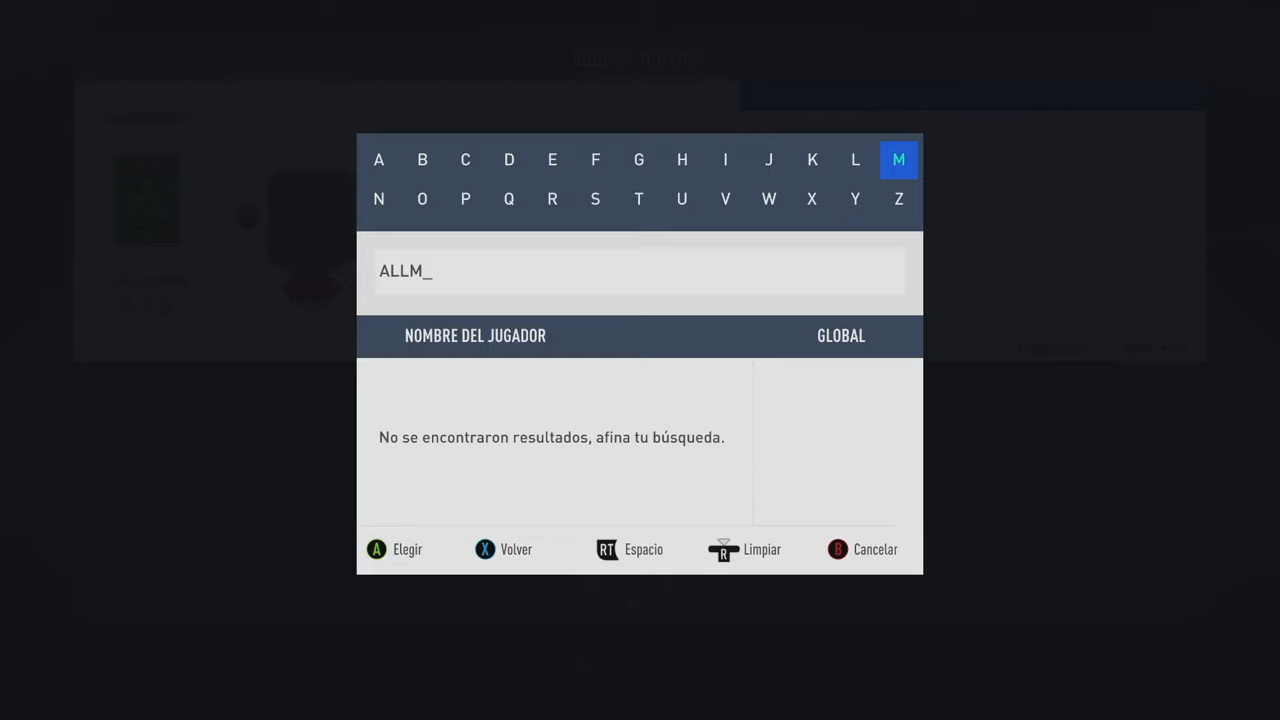 A B C D E F G H I J K L M
N O P Q R S T U V W X Y Z
ALLM_
NOMBRE DEL JUGADOR GLOBAL
No se encontraron resultados, afina tu búsqueda.
A Elegir X Volver RT Espacio R Limpiar B Cancelar